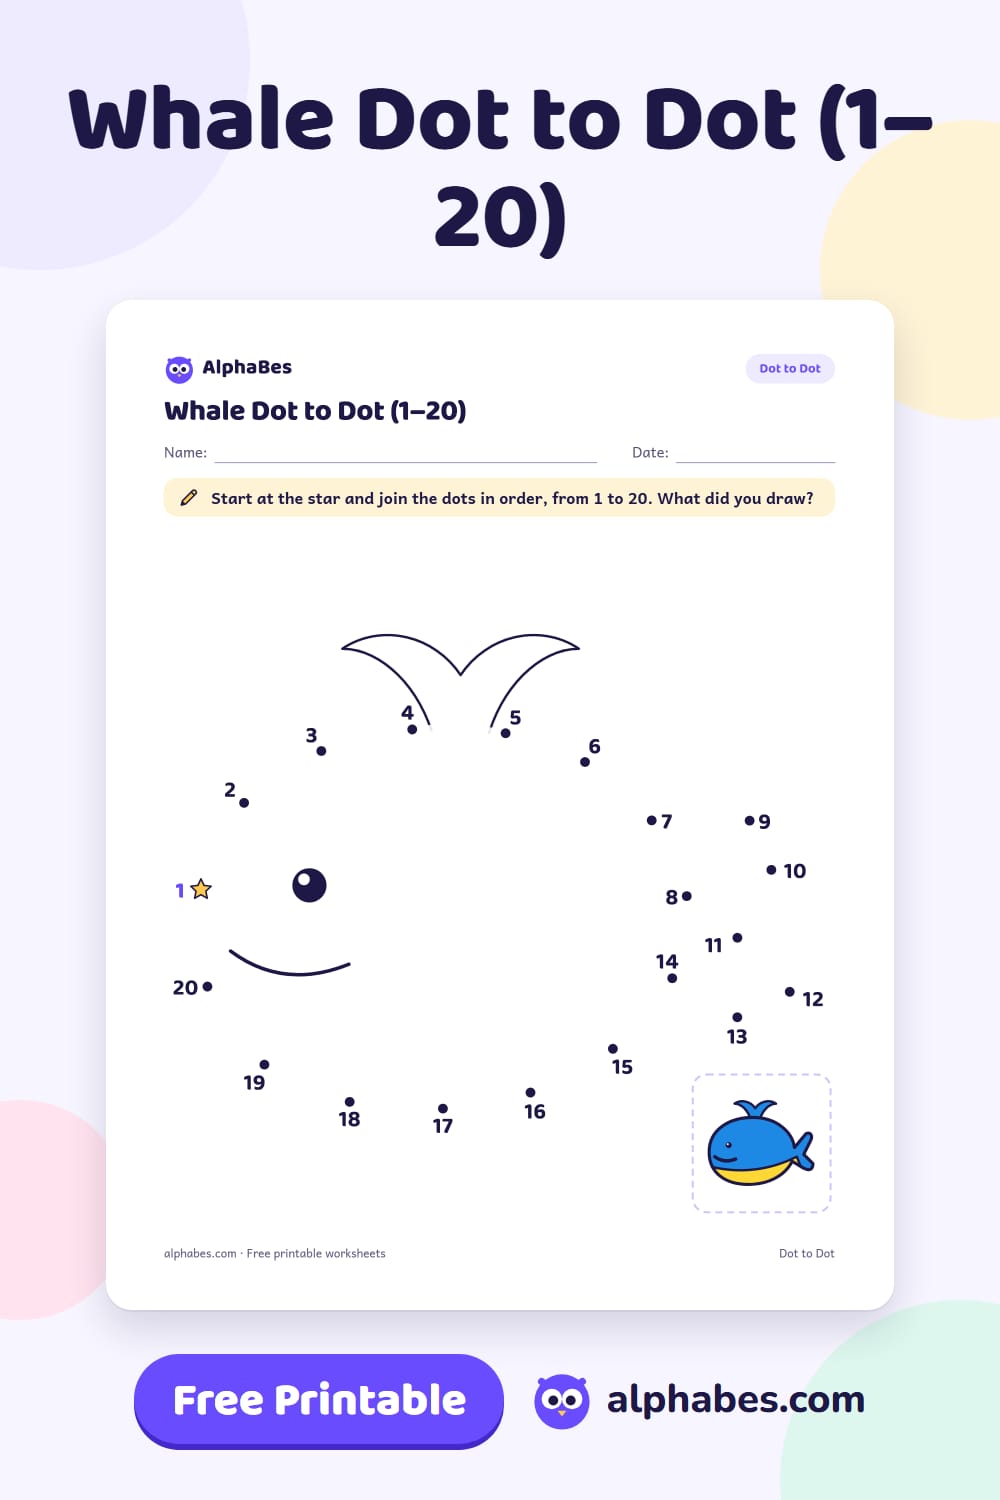 Whale Dot to Dot (1–
20)
AlphaBes
Dot to Dot
Whale Dot to Dot (1–20)
Name:
Date:
Start at the star and join the dots in order, from 1 to 20. What did you draw?
4
5
3
6
2
7
9
10
1
8
11
14
20
12
13
15
19
16
18
17
alphabes.com · Free printable worksheets
Dot to Dot
Free Printable
alphabes.com